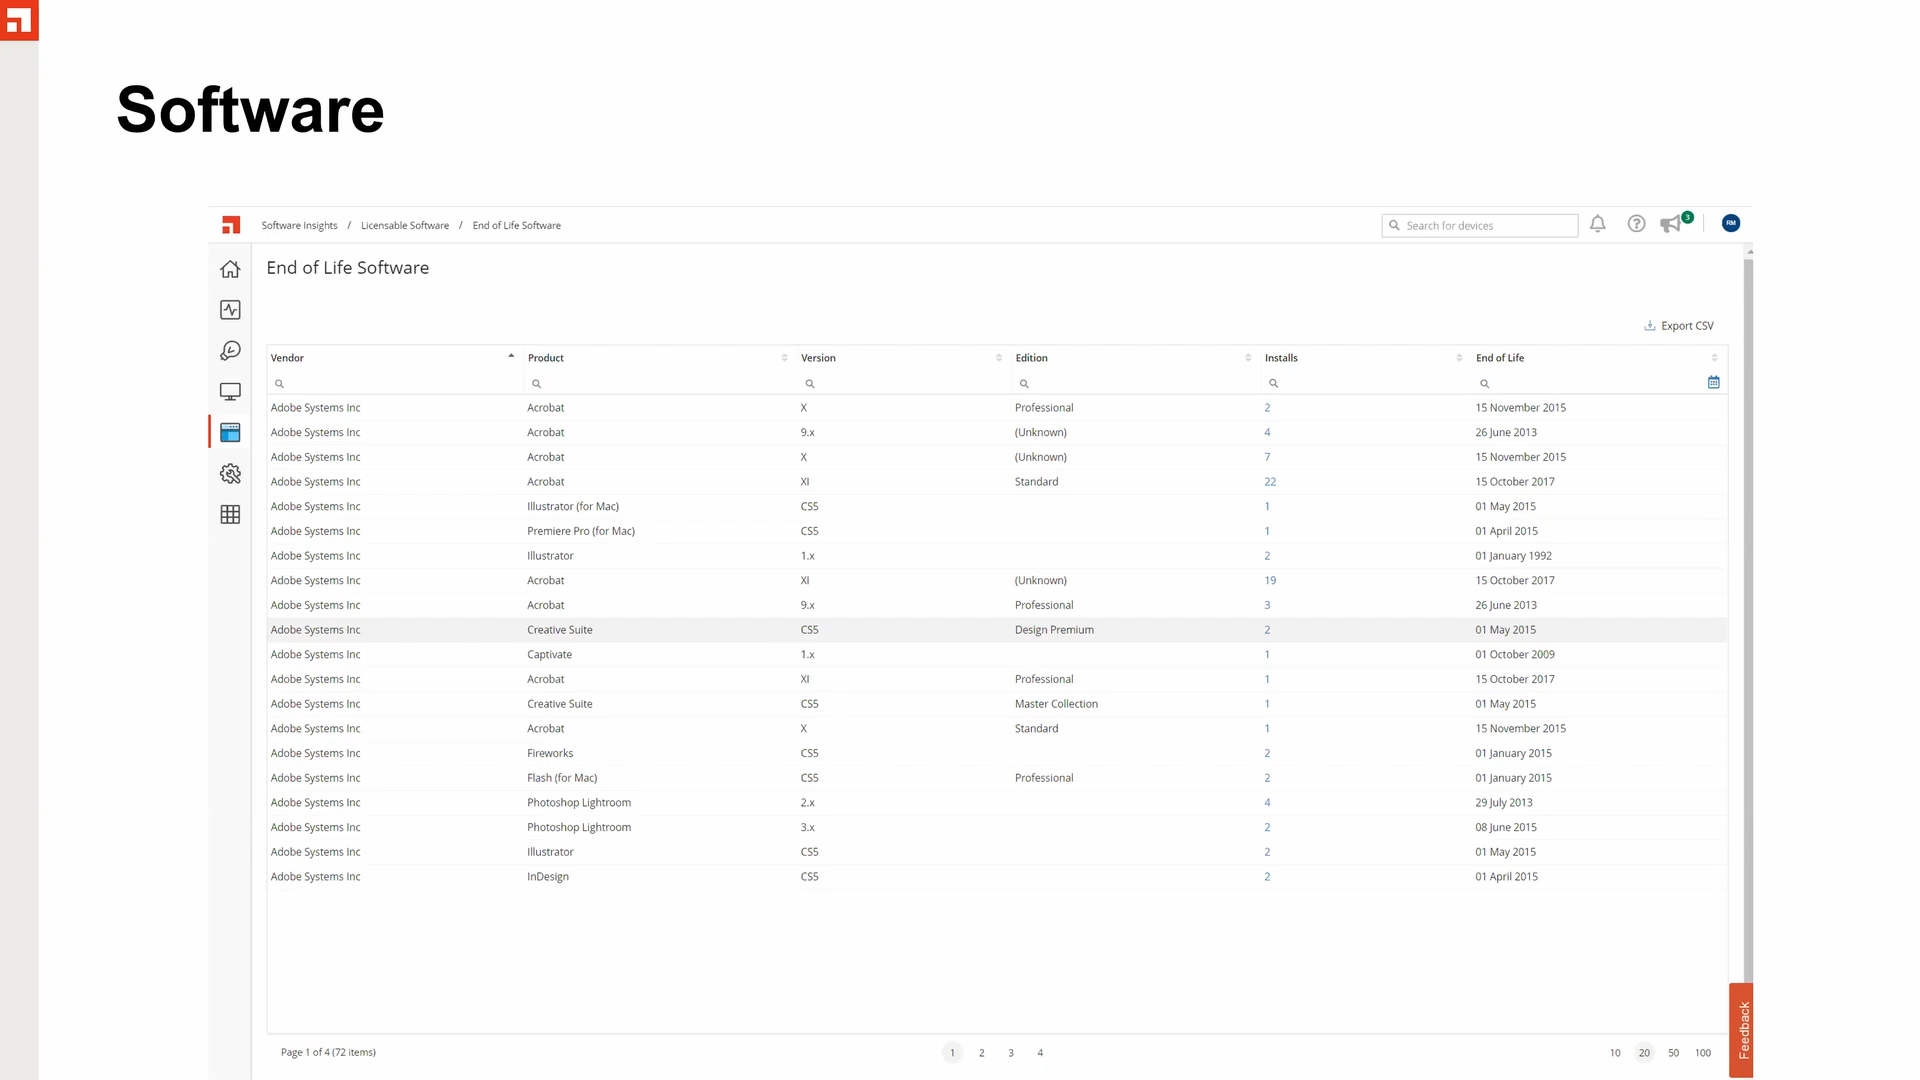 Software
Software Insights / Licensable Software / End of Life Software
Search for devices
3
RM
End of Life Software
Export CSV
Vendor Product Version Edition Installs End of Life
Adobe Systems Inc Acrobat X Professional 2 15 November 2015
Adobe Systems Inc Acrobat 9.x (Unknown) 4 26 June 2013
Adobe Systems Inc Acrobat X (Unknown) 7 15 November 2015
Adobe Systems Inc Acrobat XI Standard 22 15 October 2017
Adobe Systems Inc Illustrator (for Mac) CS5 1 01 May 2015
Adobe Systems Inc Premiere Pro (for Mac) CS5 1 01 April 2015
Adobe Systems Inc Illustrator 1.x 2 01 January 1992
Adobe Systems Inc Acrobat XI (Unknown) 19 15 October 2017
Adobe Systems Inc Acrobat 9.x Professional 3 26 June 2013
Adobe Systems Inc Creative Suite CS5 Design Premium 2 01 May 2015
Adobe Systems Inc Captivate 1.x 1 01 October 2009
Adobe Systems Inc Acrobat XI Professional 1 15 October 2017
Adobe Systems Inc Creative Suite CS5 Master Collection 1 01 May 2015
Adobe Systems Inc Acrobat X Standard 1 15 November 2015
Adobe Systems Inc Fireworks CS5 2 01 January 2015
Adobe Systems Inc Flash (for Mac) CS5 Professional 2 01 January 2015
Adobe Systems Inc Photoshop Lightroom 2.x 4 29 July 2013
Adobe Systems Inc Photoshop Lightroom 3.x 2 08 June 2015
Adobe Systems Inc Illustrator CS5 2 01 May 2015
Adobe Systems Inc InDesign CS5 2 01 April 2015
Page 1 of 4 (72 items) 1 2 3 4 10 20 50 100
Feedback